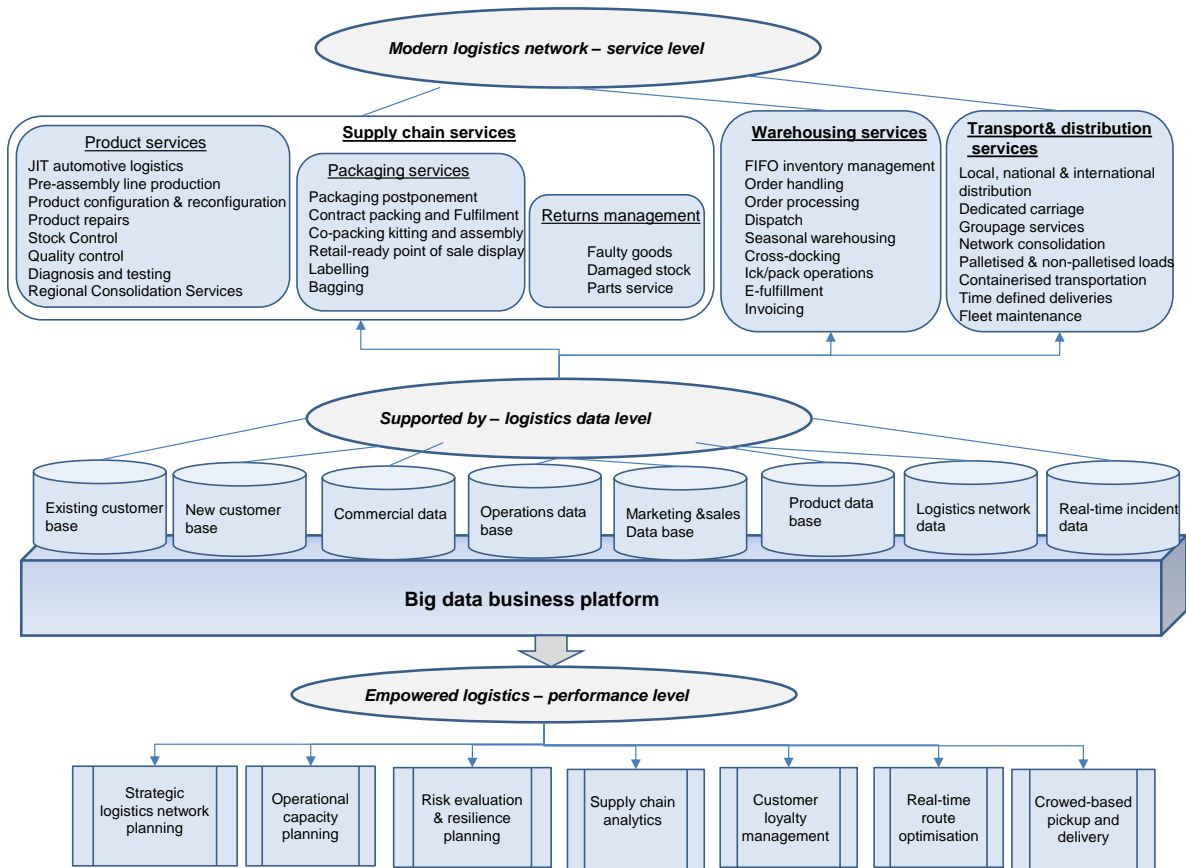 Modern logistics network – service level
Supply chain services
Product services
JIT automotive logistics
Pre-assembly line production
Product configuration & reconfiguration
Product repairs
Stock Control
Quality control
Diagnosis and testing
Regional Consolidation Services
Packaging services
Packaging postponement
Contract packing and Fulfilment
Co-packing kitting and assembly
Retail-ready point of sale display
Labelling
Bagging
Returns management
Faulty goods
Damaged stock
Parts service
Warehousing services
FIFO inventory management
Order handling
Order processing
Dispatch
Seasonal warehousing
Cross-docking
Ick/pack operations
E-fulfillment
Invoicing
Transport& distribution
services
Local, national & international
distribution
Dedicated carriage
Groupage services
Network consolidation
Palletised & non-palletised loads
Containerised transportation
Time defined deliveries
Fleet maintenance
Supported by – logistics data level
Existing customer
base
New customer
base
Commercial data
Operations data
base
Marketing &sales
Data base
Product data
base
Logistics network
data
Real-time incident
data
Big data business platform
Empowered logistics – performance level
Strategic
logistics network
planning
Operational
capacity
planning
Risk evaluation
& resilience
planning
Supply chain
analytics
Customer
loyalty
management
Real-time
route
optimisation
Crowed-based
pickup and
delivery